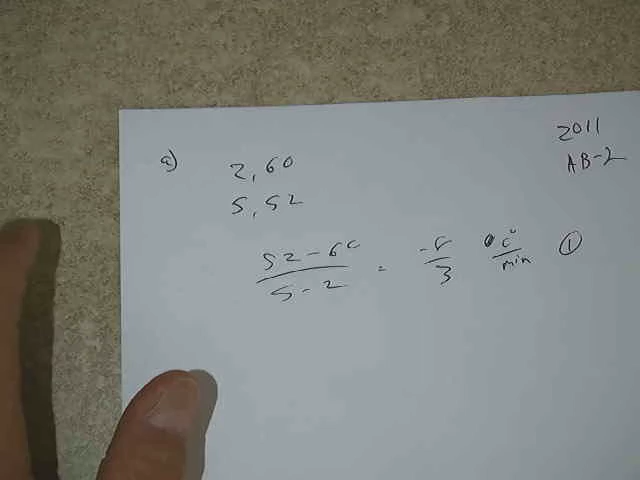 2011
AB-2
a) 2, 60
5, 52
52-60 / 5-2 = -8/3 C°/min ①